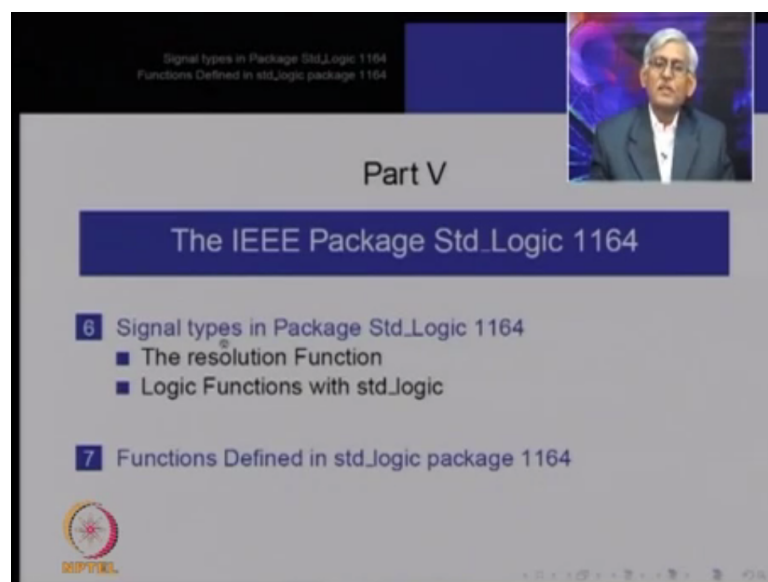 Signal types in Package Std_Logic 1164
Functions Defined in std_logic package 1164
Part V
The IEEE Package Std_Logic 1164
6 Signal types in Package Std_Logic 1164
The resolution Function
Logic Functions with std_logic
7 Functions Defined in std_logic package 1164
NPTEL